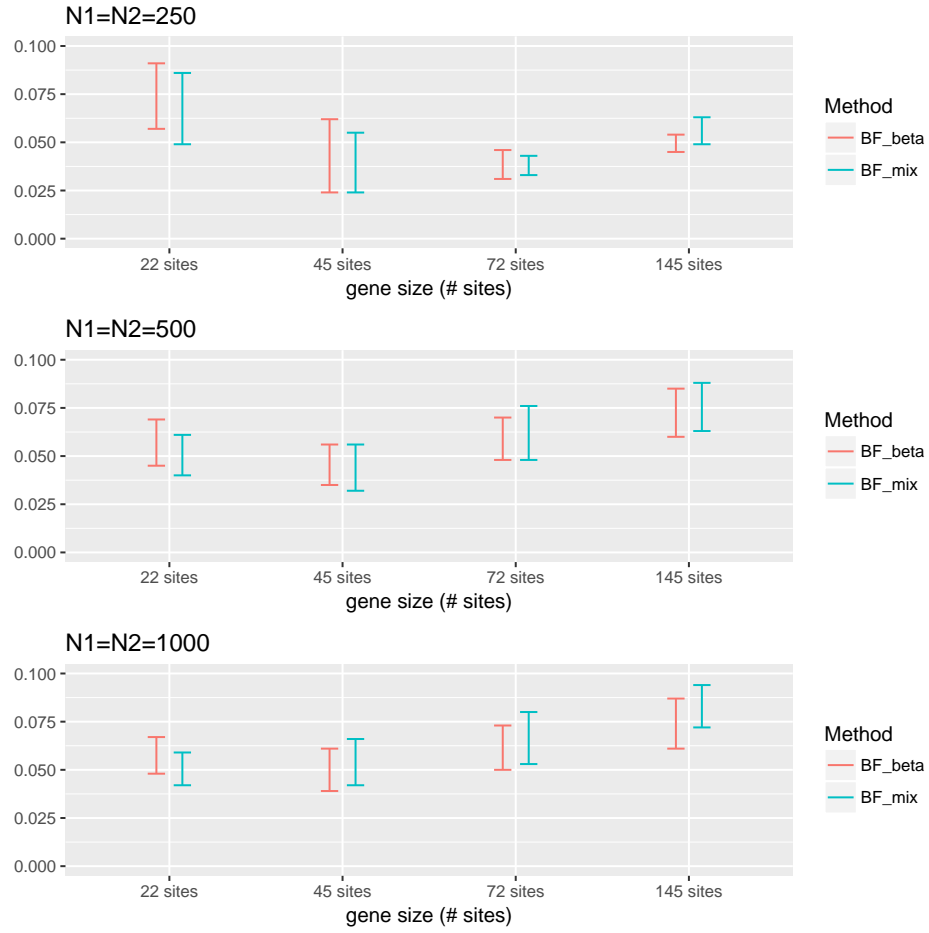 N1=N2=250
0.100
0.075
0.050
0.025
0.000
22 sites
45 sites
72 sites
145 sites
gene size (# sites)
Method
BF_beta
BF_mix
N1=N2=500
0.100
0.075
0.050
0.025
0.000
22 sites
45 sites
72 sites
145 sites
gene size (# sites)
Method
BF_beta
BF_mix
N1=N2=1000
0.100
0.075
0.050
0.025
0.000
22 sites
45 sites
72 sites
145 sites
gene size (# sites)
Method
BF_beta
BF_mix